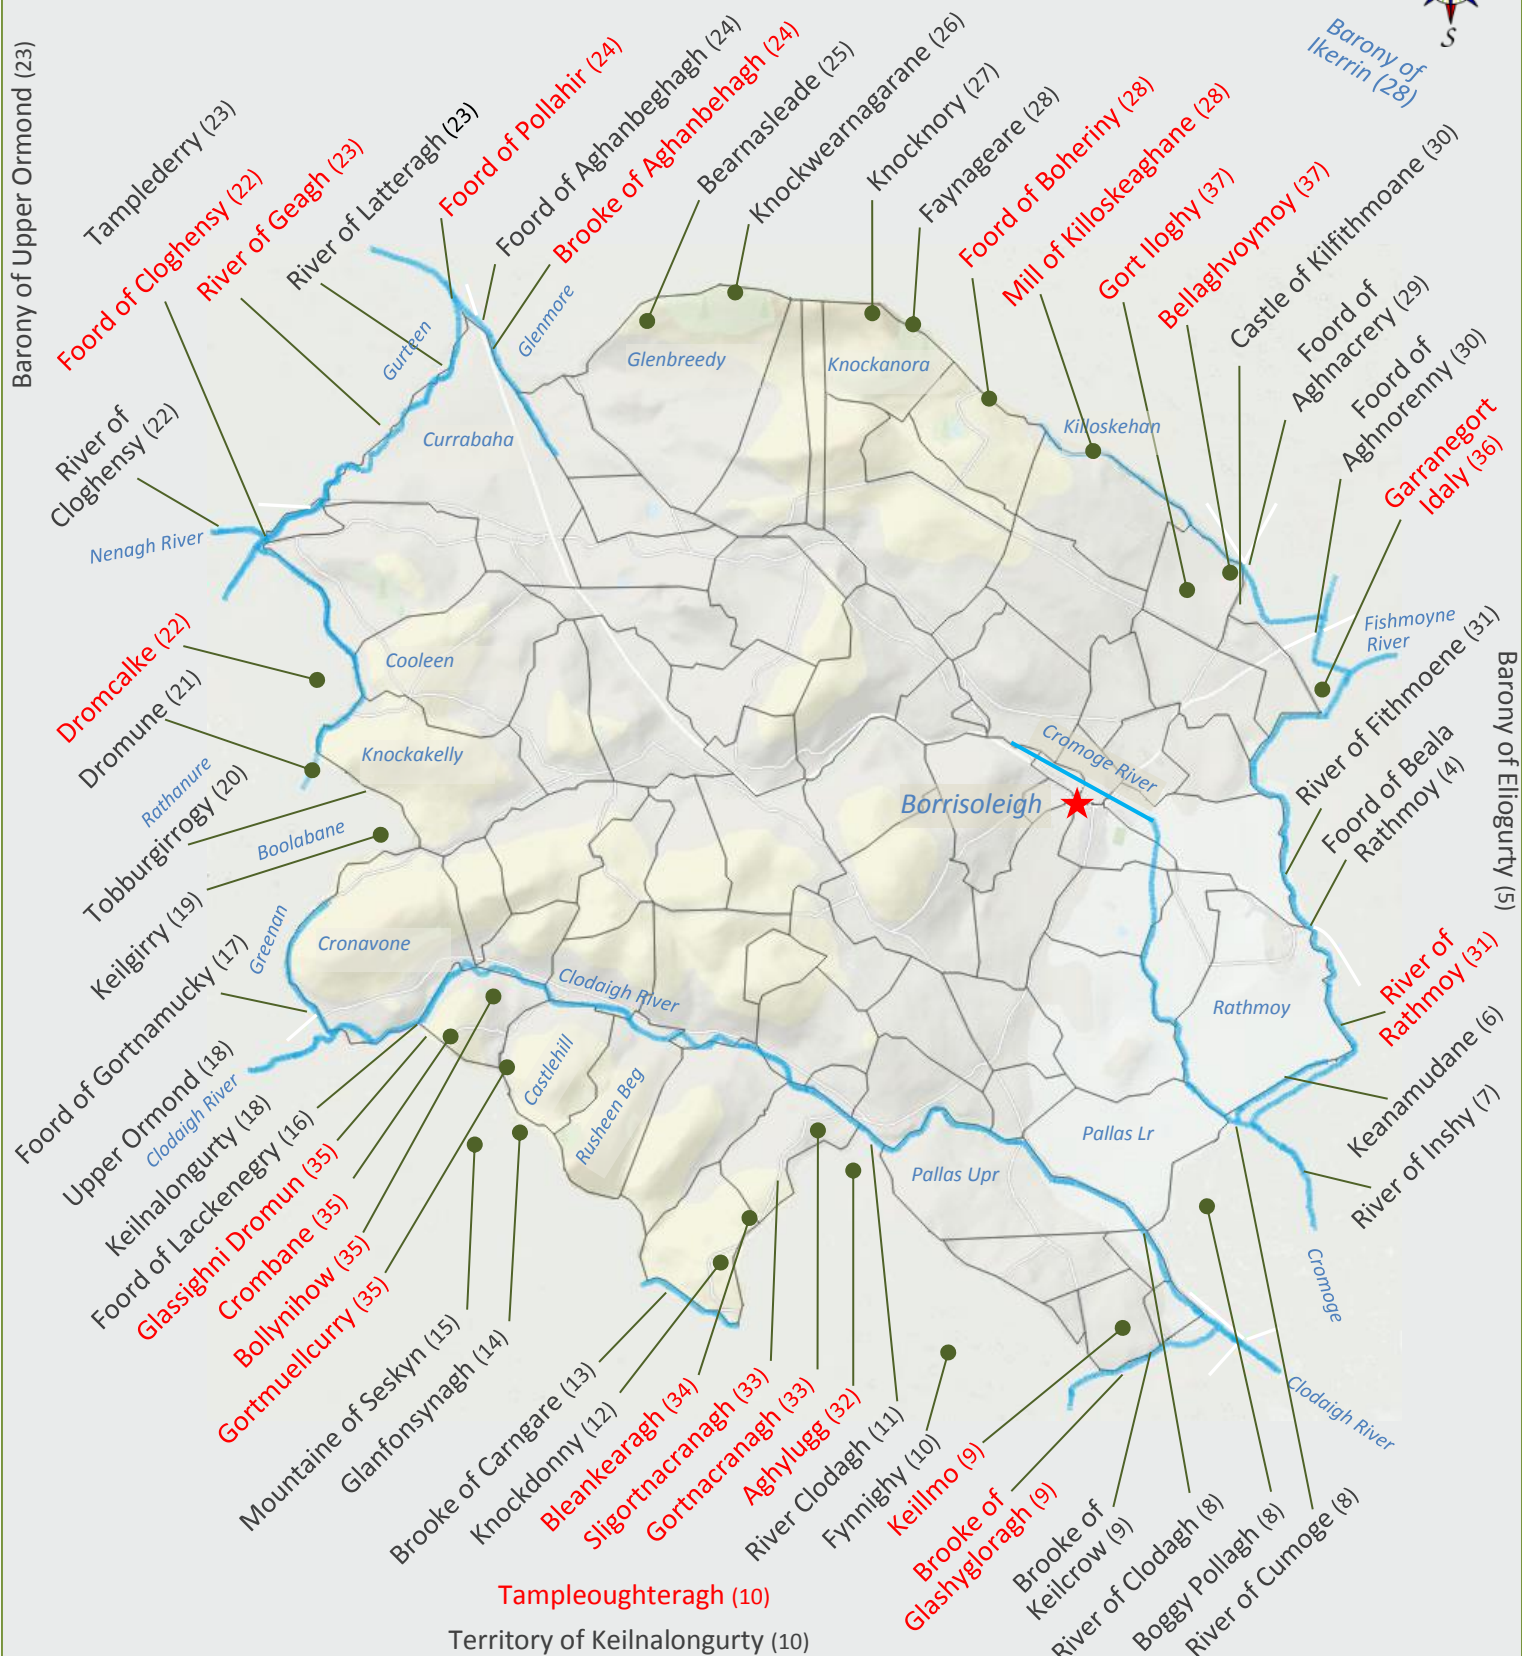 S
Barony of
Ikerrin (28)
Barony of Upper Ormond (23)
Tamplederry (23)
Foord of Cloghensy (22)
River of Geagh (23)
River of Latteragh (23)
Foord of Pollahir (24)
Foord of Aghanbeghagh (24)
Brooke of Aghanbehagh (24)
Bearnasleade (25)
Knockwearnagarane (26)
Knocknory (27)
Faynageare (28)
Foord of Boheriny (28)
Mill of Killoskeaghane (28)
Gort Iloghy (37)
Bellaghvoymoy (37)
Castle of Kilfithmoane (30)
Foord of
Aghnacrery (29)
Foord of
Aghnorenny (30)
Garranegort
Idaly (36)
River of
Cloghensy (22)
Nenagh River
Gurteen
Glenmore
Currabaha
Glenbreedy
Knockanora
Killoskehan
Fishmoyne
River
River of Fithmoene (31)
Barony of Eliogurty (5)
Foord of Beala
Rathmoy (4)
River of
Rathmoy (31)
Keanamudane (6)
River of Inshy (7)
Dromcalke (22)
Dromune (21)
Rathanure
Tobburgirrogy (20)
Boolabane
Keilgirry (19)
Greenan
Foord of Gortnamucky (17)
Cooleen
Knockakelly
Cronavone
Cromoge River
Borrisoleigh
Clodaigh River
Rathmoy
Castlehill
Rusheen Beg
Pallas Lr
Pallas Upr
Upper Ormond (18)
Clodaigh River
Keilnalongurty (18)
Foord of Lacckenegry (16)
Glassighni Dromun (35)
Crombane (35)
Bollynihow (35)
Gortmuellcurry (35)
Mountaine of Seskyn (15)
Glanfonsynagh (14)
Brooke of Carngare (13)
Knockdonny (12)
Bleankearagh (34)
Sligortnacranagh (33)
Gortnacranagh (33)
Aghylugg (32)
River Clodagh (11)
Fynnighy (10)
Keillmo (9)
Brooke of
Glashygloragh (9)
Brooke of
Keilcrow (9)
River of Clodagh (8)
Boggy Pollagh (8)
River of Cumoge (8)
Cromoge
Clodaigh River
Tampleoughteragh (10)
Territory of Keilnalongurty (10)